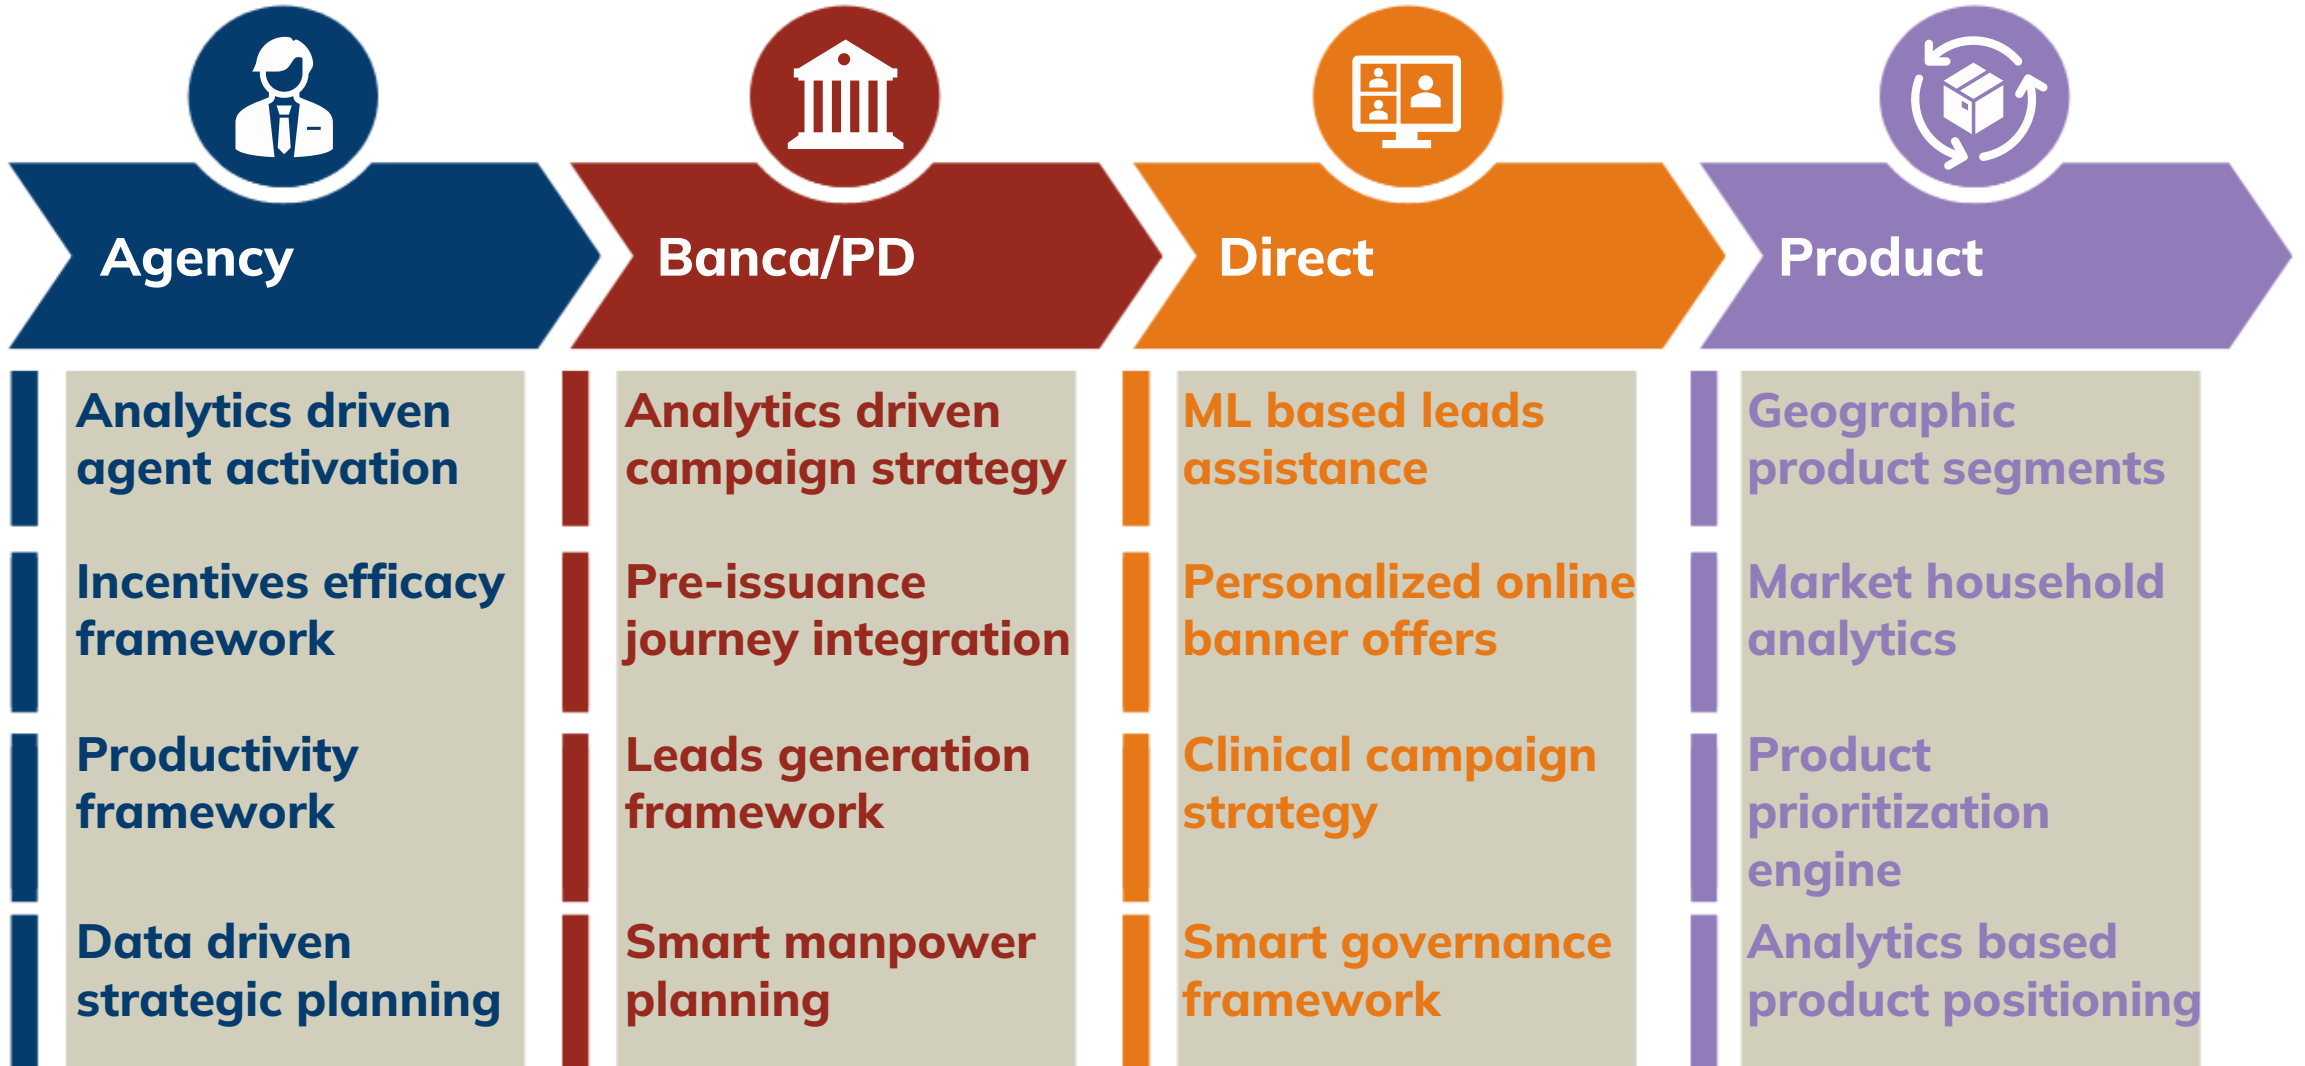 Agency
Banca/PD
Direct
Product
Analytics driven
agent activation
Incentives efficacy
framework
Productivity
framework
Data driven
strategic planning
Analytics driven
campaign strategy
Pre-issuance
journey integration
Leads generation
framework
Smart manpower
planning
ML based leads
assistance
Personalized online
banner offers
Clinical campaign
strategy
Smart governance
framework
Geographic
product segments
Market household
analytics
Product
prioritization
engine
Analytics based
product positioning